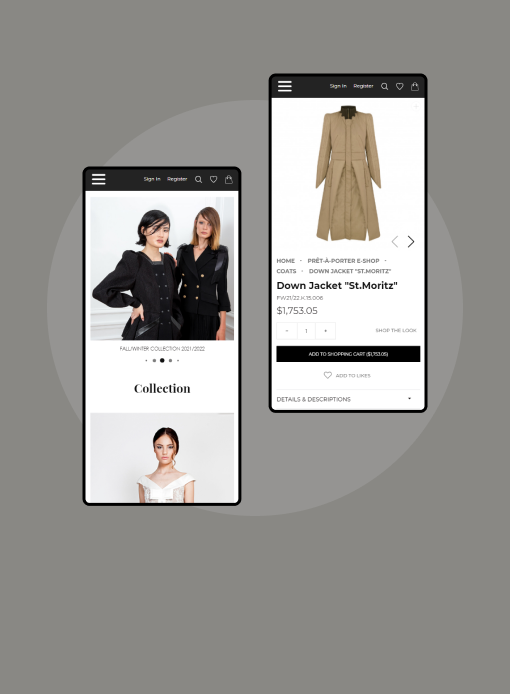 Sign In Register
FALL/WINTER COLLECTION 2021/2022
Collection
Sign In Register
HOME - PRÊT-À-PORTER E-SHOP -
COATS - DOWN JACKET "ST.MORITZ"
Down Jacket "St.Moritz"
FW21/22.K.15.006
$1,753.05
- 1 +
SHOP THE LOOK
ADD TO SHOPPING CART ($1,753.05)
ADD TO LIKES
DETAILS & DESCRIPTIONS